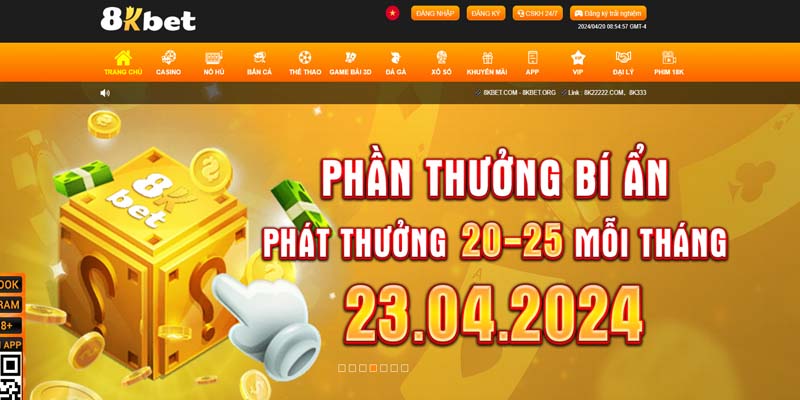 8Kbet
ĐĂNG NHẬP ĐĂNG KÝ CSKH 24/7 Đăng ký trải nghiệm
2024/04/20 08:54:57 GMT-4
TRANG CHỦ CASINO NỔ HŨ BẮN CÁ THỂ THAO GAME BÀI 3D ĐÁ GÀ XỔ SỐ KHUYẾN MÃI APP VIP ĐẠI LÝ PHIM 18K
8KBET.COM - 8KBET.ORG Link : 8K22222.COM, 8K333
8K
bet
PHẦN THƯỞNG BÍ ẨN
PHÁT THƯỞNG 20-25 MỖI THÁNG
23.04.2024
OOK
RAM
8+
APP